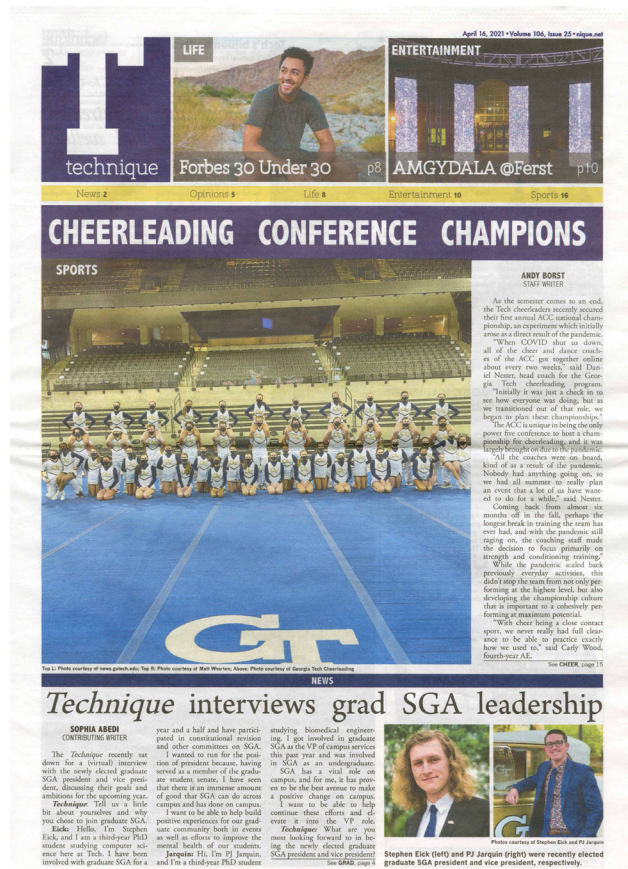 April 16, 2021 • Volume 106, Issue 25 • nique.net
T
technique
LIFE
Forbes 30 Under 30
p8
ENTERTAINMENT
AMGYDALA @Ferst
p10
News 2
Opinions 5
Life 8
Entertainment 10
Sports 16
CHEERLEADING CONFERENCE CHAMPIONS
SPORTS
GT
Top L: Photo courtesy of news.gatech.edu; Top R: Photo courtesy of Matt Wharton; Above: Photo courtesy of Georgia Tech Cheerleading
ANDY BORST
STAFF WRITER
As the semester comes to an end,
the Tech cheerleaders recently secured
their first annual ACC national cham-
pionship, an experiment which initially
arose as a direct result of the pandemic.
"When COVID shut us down,
all of the cheer and dance coach-
es of the ACC got together online
about every two weeks," said Dan-
iel Nester, head coach for the Geor-
gia Tech cheerleading program.
"Initially it was just a check in to
see how everyone was doing, but as
we transitioned out of that role, we
began to plan these championships."
The ACC is unique in being the only
power five conference to host a cham-
pionship for cheerleading, and it was
largely brought on due to the pandemic.
"All the coaches were on board,
kind of as a result of the pandemic.
Nobody had anything going on, so
we had all summer to really plan
an event that a lot of us have want-
ed to do for a while," said Nester.
Coming back from almost six
months off in the fall, perhaps the
longest break in training the team has
ever had, and with the pandemic still
raging on, the coaching staff made
the decision to focus primarily on
strength and conditioning training."
While the pandemic scaled back
previously everyday activities, this
didn't stop the team from not only per-
forming at the highest level, but also
developing the championship culture
that is important to a cohesively per-
forming at maximum potential.
"With cheer being a close contact
sport, we never really had full clear-
ance to be able to practice exactly
how we used to," said Carly Wood,
fourth-year AE.
See CHEER, page 15
NEWS
Technique interviews grad SGA leadership
SOPHIA ABEDI
CONTRIBUTING WRITER
The Technique recently sat
down for a (virtual) interview
with the newly elected graduate
SGA president and vice presi-
dent, discussing their goals and
ambitions for the upcoming year.
Technique: Tell us a little
bit about yourselves and why
you chose to join graduate SGA.
Eick: Hello, I'm Stephen
Eick, and I am a third-year PhD
student studying computer sci-
ence here at Tech. I have been
involved with graduate SGA for a
year and a half and have partici-
pated in constitutional revision
and other committees on SGA.
I wanted to run for the posi-
tion of president because, having
served as a member of the gradu-
ate student senate, I have seen
that there is an immense amount
of good that SGA can do across
campus and has done on campus.
I want to be able to help build
positive experiences for our grad-
uate community both in events
as well as efforts to improve the
mental health of our students.
Jarquin: Hi, I'm PJ Jarquin,
and I'm a third-year PhD student
studying biomedical engineer-
ing. I got involved in graduate
SGA as the VP of campus services
this past year and was involved
in SGA as an undergraduate.
SGA has a vital role on
campus, and for me, it has prov-
en to be the best avenue to make
a positive change on campus.
I want to be able to help
continue these efforts and el-
evate it into the VP role.
Technique: What are you
most looking forward to in be-
ing the newly elected graduate
SGA president and vice president?
See GRAD, page 4
Photos courtesy of Stephen Eick and PJ Jarquin
Stephen Eick (left) and PJ Jarquin (right) were recently elected
graduate SGA president and vice president, respectively.